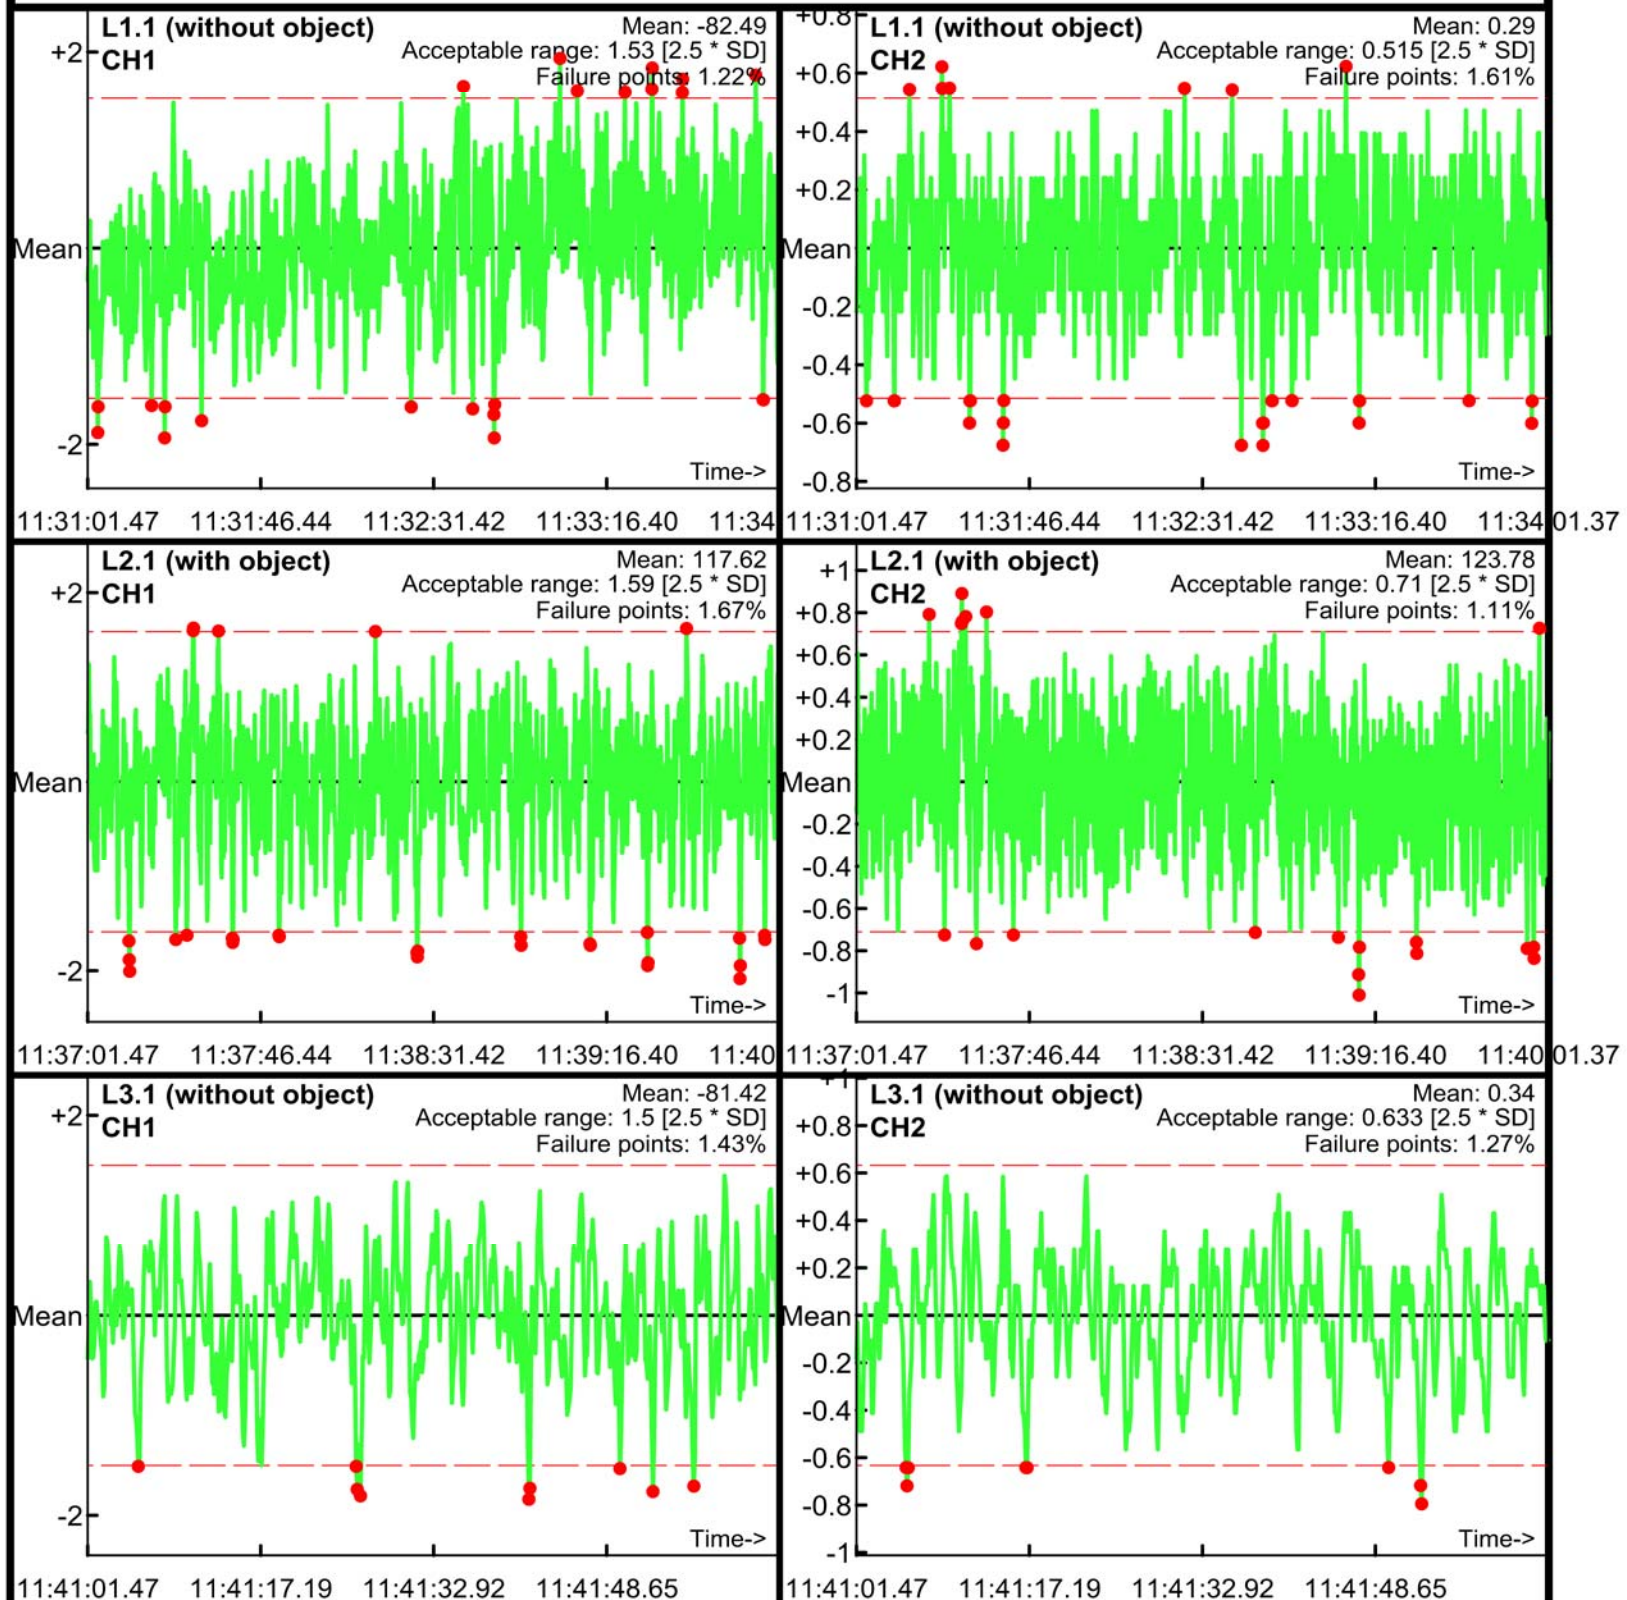 L1.1 (without object)
CH1
Mean: -82.49
Acceptable range: 1.53 [2.5 * SD]
Failure points: 1.22%
+2
Mean
-2
Time->
11:31:01.47 11:31:46.44 11:32:31.42 11:33:16.40 11:34
L1.1 (without object)
CH2
Mean: 0.29
Acceptable range: 0.515 [2.5 * SD]
Failure points: 1.61%
+0.8
+0.6
+0.4
+0.2
Mean
-0.2
-0.4
-0.6
-0.8
Time->
11:31:01.47 11:31:46.44 11:32:31.42 11:33:16.40 11:34:01.37
L2.1 (with object)
CH1
Mean: 117.62
Acceptable range: 1.59 [2.5 * SD]
Failure points: 1.67%
+2
Mean
-2
Time->
11:37:01.47 11:37:46.44 11:38:31.42 11:39:16.40 11:40
L2.1 (with object)
CH2
Mean: 123.78
Acceptable range: 0.71 [2.5 * SD]
Failure points: 1.11%
+1
+0.8
+0.6
+0.4
+0.2
Mean
-0.2
-0.4
-0.6
-0.8
-1
Time->
11:37:01.47 11:37:46.44 11:38:31.42 11:39:16.40 11:40:01.37
L3.1 (without object)
CH1
Mean: -81.42
Acceptable range: 1.5 [2.5 * SD]
Failure points: 1.43%
+2
Mean
-2
Time->
11:41:01.47 11:41:17.19 11:41:32.92 11:41:48.65
L3.1 (without object)
CH2
Mean: 0.34
Acceptable range: 0.633 [2.5 * SD]
Failure points: 1.27%
+1
+0.8
+0.6
+0.4
+0.2
Mean
-0.2
-0.4
-0.6
-0.8
-1
Time->
11:41:01.47 11:41:17.19 11:41:32.92 11:41:48.65